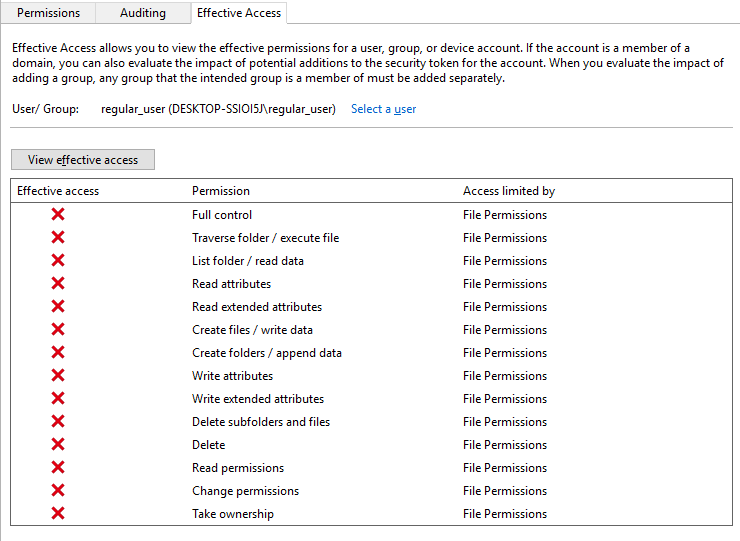 Permissions Auditing Effective Access
Effective Access allows you to view the effective permissions for a user, group, or device account. If the account is a member of a
domain, you can also evaluate the impact of potential additions to the security token for the account. When you evaluate the impact of
adding a group, any group that the intended group is a member of must be added separately.
User/ Group: regular_user (DESKTOP-SSIOI5J\regular_user) Select a user
View effective access
Effective access Permission Access limited by
Full control File Permissions
Traverse folder / execute file File Permissions
List folder / read data File Permissions
Read attributes File Permissions
Read extended attributes File Permissions
Create files / write data File Permissions
Create folders / append data File Permissions
Write attributes File Permissions
Write extended attributes File Permissions
Delete subfolders and files File Permissions
Delete File Permissions
Read permissions File Permissions
Change permissions File Permissions
Take ownership File Permissions